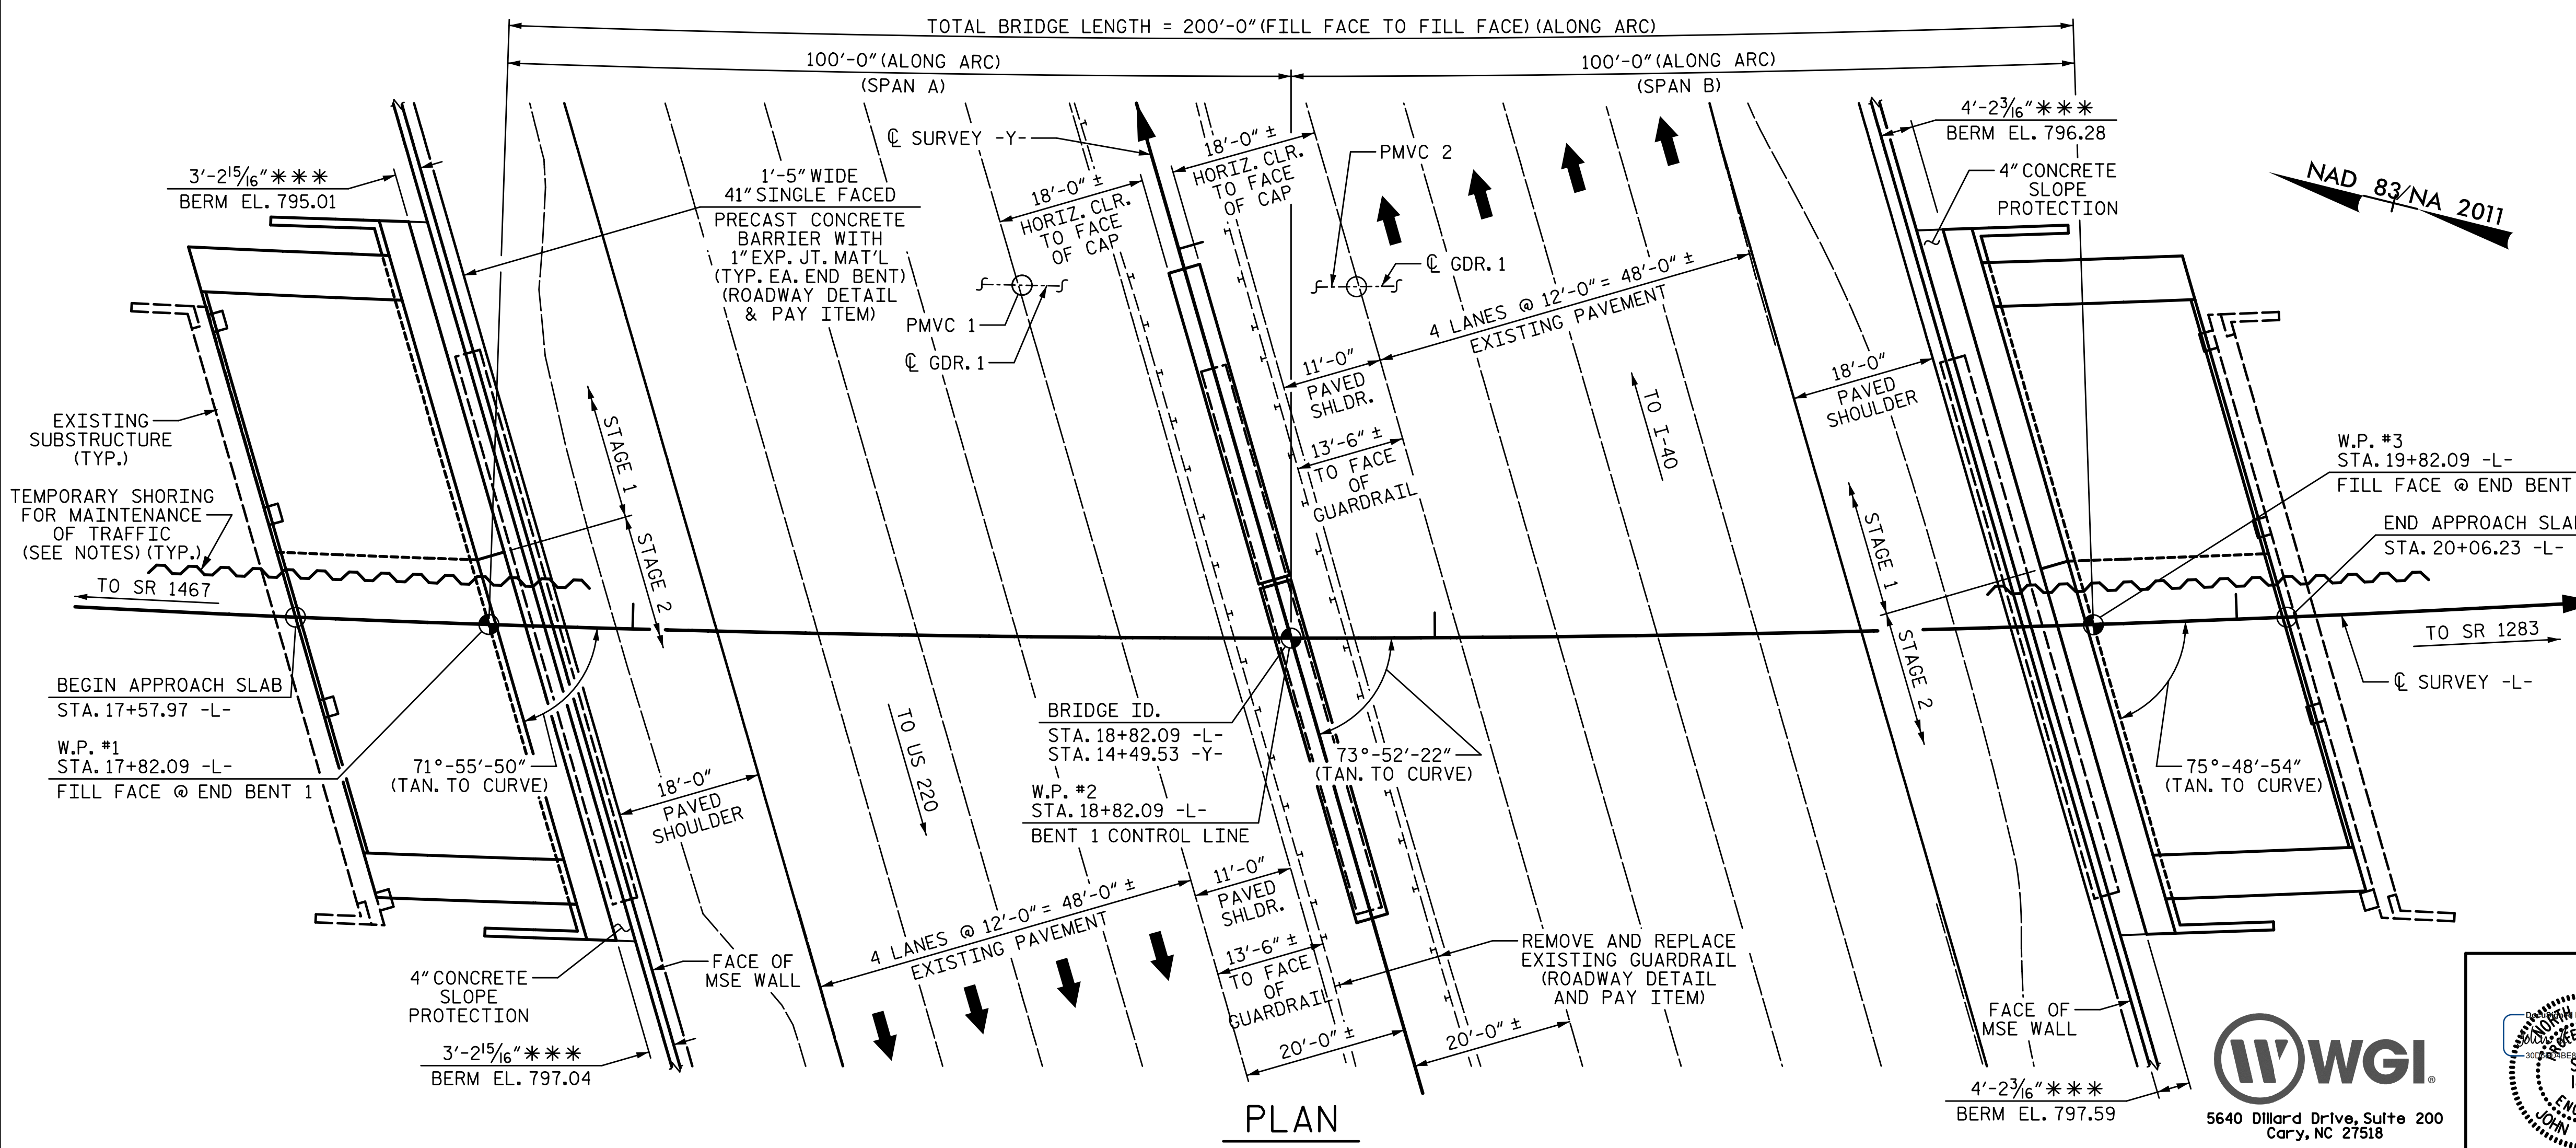 TOTAL BRIDGE LENGTH = 200'-0" (FILL FACE TO FILL FACE) (ALONG ARC)
100'-0" (ALONG ARC)
(SPAN A)
100'-0" (ALONG ARC)
(SPAN B)
3'-2 15/16" ***
BERM EL. 795.01
1'-5" WIDE
41" SINGLE FACED
PRECAST CONCRETE
BARRIER WITH
1" EXP. JT. MAT'L
(TYP. EA. END BENT)
(ROADWAY DETAIL
& PAY ITEM)
℄ SURVEY -Y-
18'-0" ±
HORIZ. CLR.
TO FACE
OF CAP
18'-0" ±
HORIZ. CLR.
TO FACE
OF CAP
PMVC 2
℄ GDR. 1
PMVC 1
℄ GDR. 1
4 LANES @ 12'-0" = 48'-0" ±
EXISTING PAVEMENT
11'-0"
PAVED
SHLDR.
13'-6" ±
TO FACE
OF
GUARDRAIL
TO I-40
18'-0"
PAVED
SHOULDER
4'-2 3/16" ***
BERM EL. 796.28
4" CONCRETE
SLOPE
PROTECTION
NAD 83/NA 2011
EXISTING
SUBSTRUCTURE
(TYP.)
TEMPORARY SHORING
FOR MAINTENANCE
OF TRAFFIC
(SEE NOTES) (TYP.)
TO SR 1467
STAGE 1
STAGE 2
STAGE 1
STAGE 2
W.P. #3
STA. 19+82.09 -L-
FILL FACE @ END BENT
END APPROACH SLAB
STA. 20+06.23 -L-
TO SR 1283
℄ SURVEY -L-
BEGIN APPROACH SLAB
STA. 17+57.97 -L-
W.P. #1
STA. 17+82.09 -L-
FILL FACE @ END BENT 1
71°-55'-50"
(TAN. TO CURVE)
18'-0"
PAVED
SHOULDER
TO US 220
BRIDGE ID.
STA. 18+82.09 -L-
STA. 14+49.53 -Y-
W.P. #2
STA. 18+82.09 -L-
BENT 1 CONTROL LINE
73°-52'-22"
(TAN. TO CURVE)
75°-48'-54"
(TAN. TO CURVE)
4 LANES @ 12'-0" = 48'-0" ±
EXISTING PAVEMENT
11'-0"
PAVED
SHLDR.
13'-6" ±
TO FACE
OF
GUARDRAIL
20'-0" ±
20'-0" ±
REMOVE AND REPLACE
EXISTING GUARDRAIL
(ROADWAY DETAIL
AND PAY ITEM)
4" CONCRETE
SLOPE
PROTECTION
FACE OF
MSE WALL
3'-2 15/16" ***
BERM EL. 797.04
FACE OF
MSE WALL
4'-2 3/16" ***
BERM EL. 797.59
PLAN
WGI®
5640 Dillard Drive, Suite 200
Cary, NC 27518
NORTH
JOHN